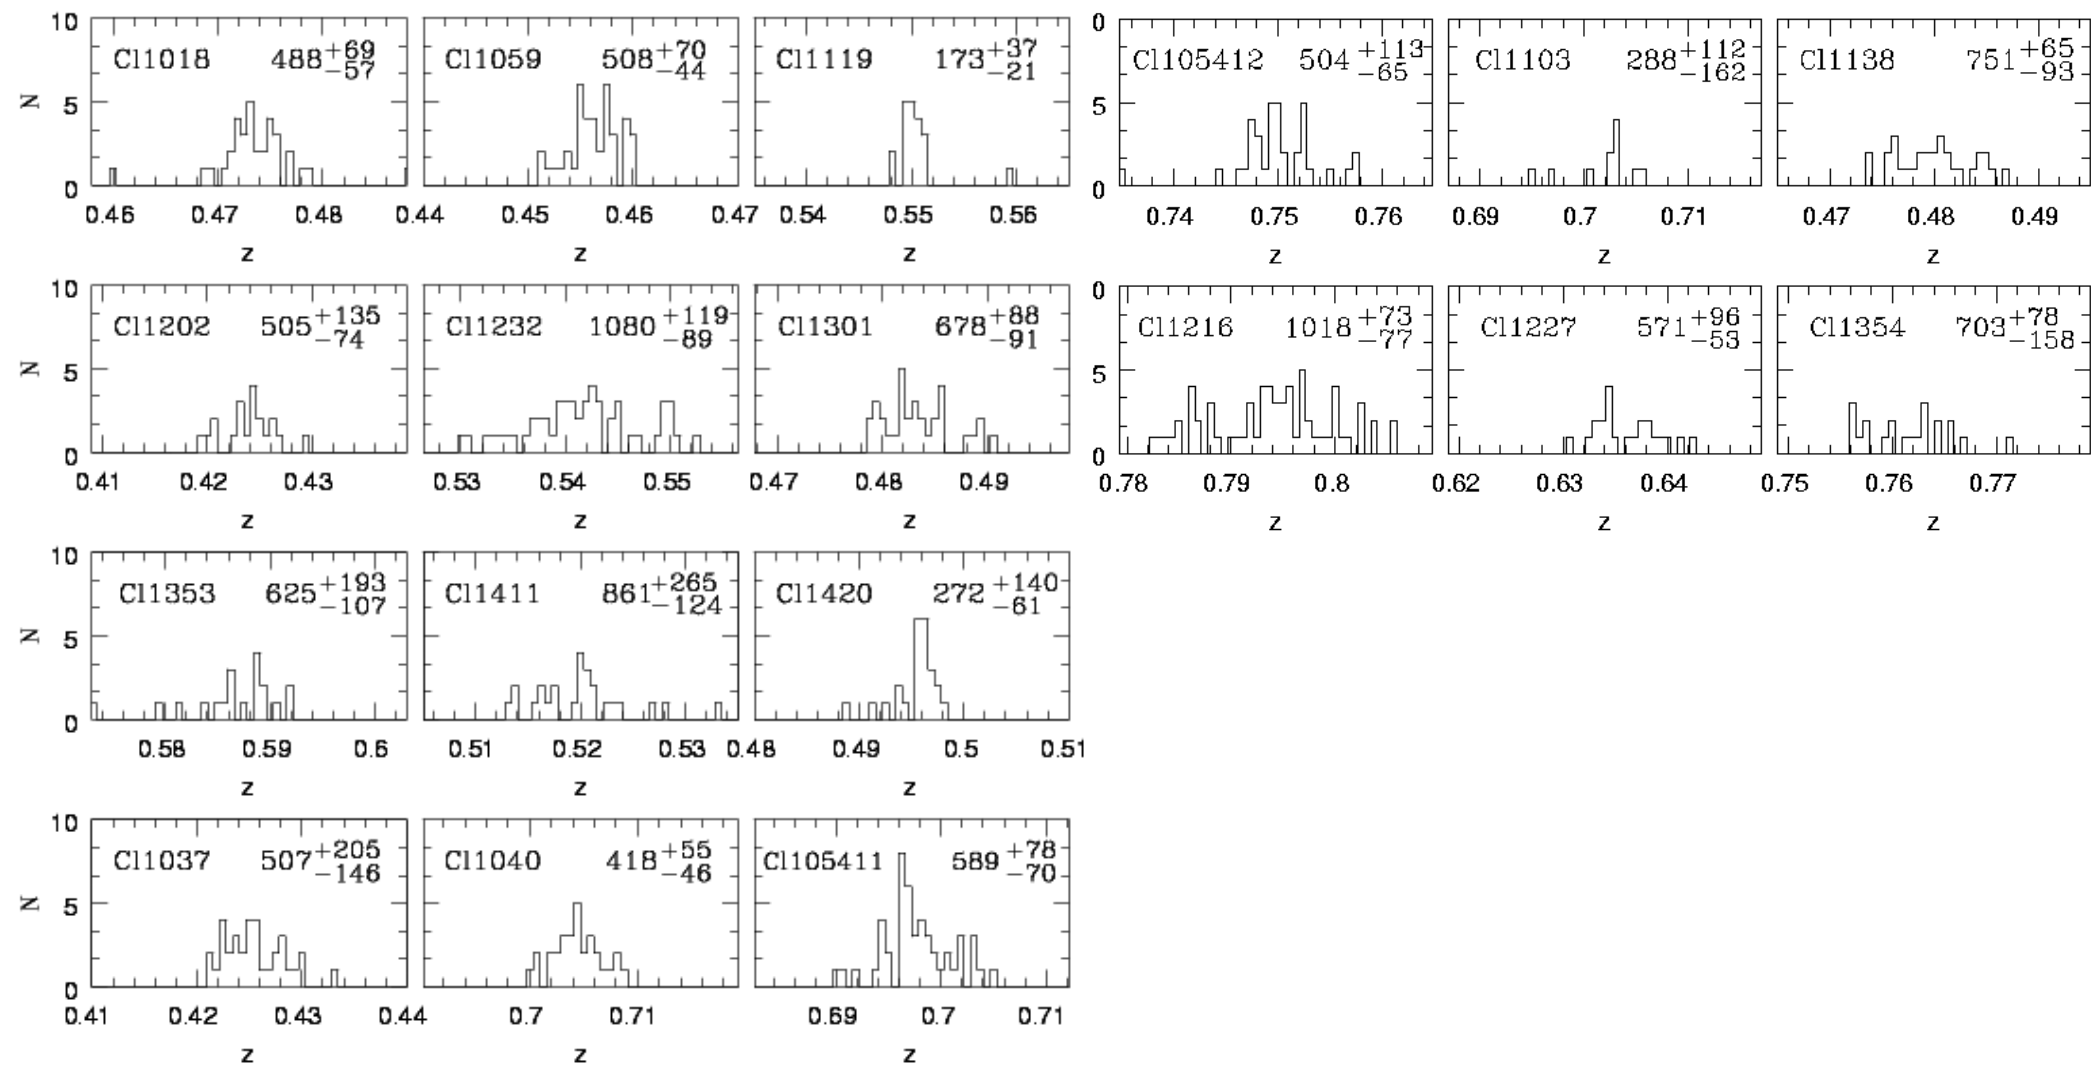 10
N
5
0
Cl1018 488 +69 −57
0.46 0.47 0.48
z
Cl1059 508 +70 −44
0.44 0.45 0.46 0.47
z
Cl1119 173 +37 −21
0.54 0.55 0.56
z
0
5
0
Cl105412 504 +113 −65
0.74 0.75 0.76
z
Cl1103 288 +112 −162
0.69 0.7 0.71
z
Cl1138 751 +65 −93
0.47 0.48 0.49
z
10
N
5
0
Cl1202 505 +135 −74
0.41 0.42 0.43
z
Cl1232 1080 +119 −89
0.53 0.54 0.55
z
Cl1301 678 +88 −91
0.47 0.48 0.49
z
0
5
0
Cl1216 1018 +73 −77
0.78 0.79 0.8
z
Cl1227 571 +96 −53
0.62 0.63 0.64
z
Cl1354 703 +78 −158
0.75 0.76 0.77
z
10
N
5
0
Cl1353 625 +193 −107
0.58 0.59 0.6
z
Cl1411 861 +265 −124
0.51 0.52 0.53
z
Cl1420 272 +140 −61
0.48 0.49 0.5 0.51
z
10
N
5
0
Cl1037 507 +205 −146
0.41 0.42 0.43 0.44
z
Cl1040 418 +55 −46
0.7 0.71
z
Cl105411 589 +78 −70
0.69 0.7 0.71
z